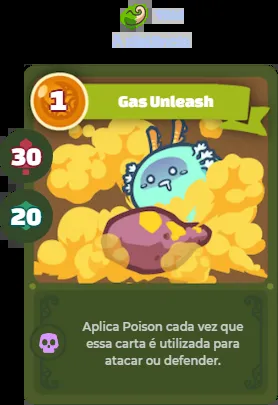 1
Gas Unleash
30
20
Aplica Poison cada vez que
essa carta é utilizada para
atacar ou defender.